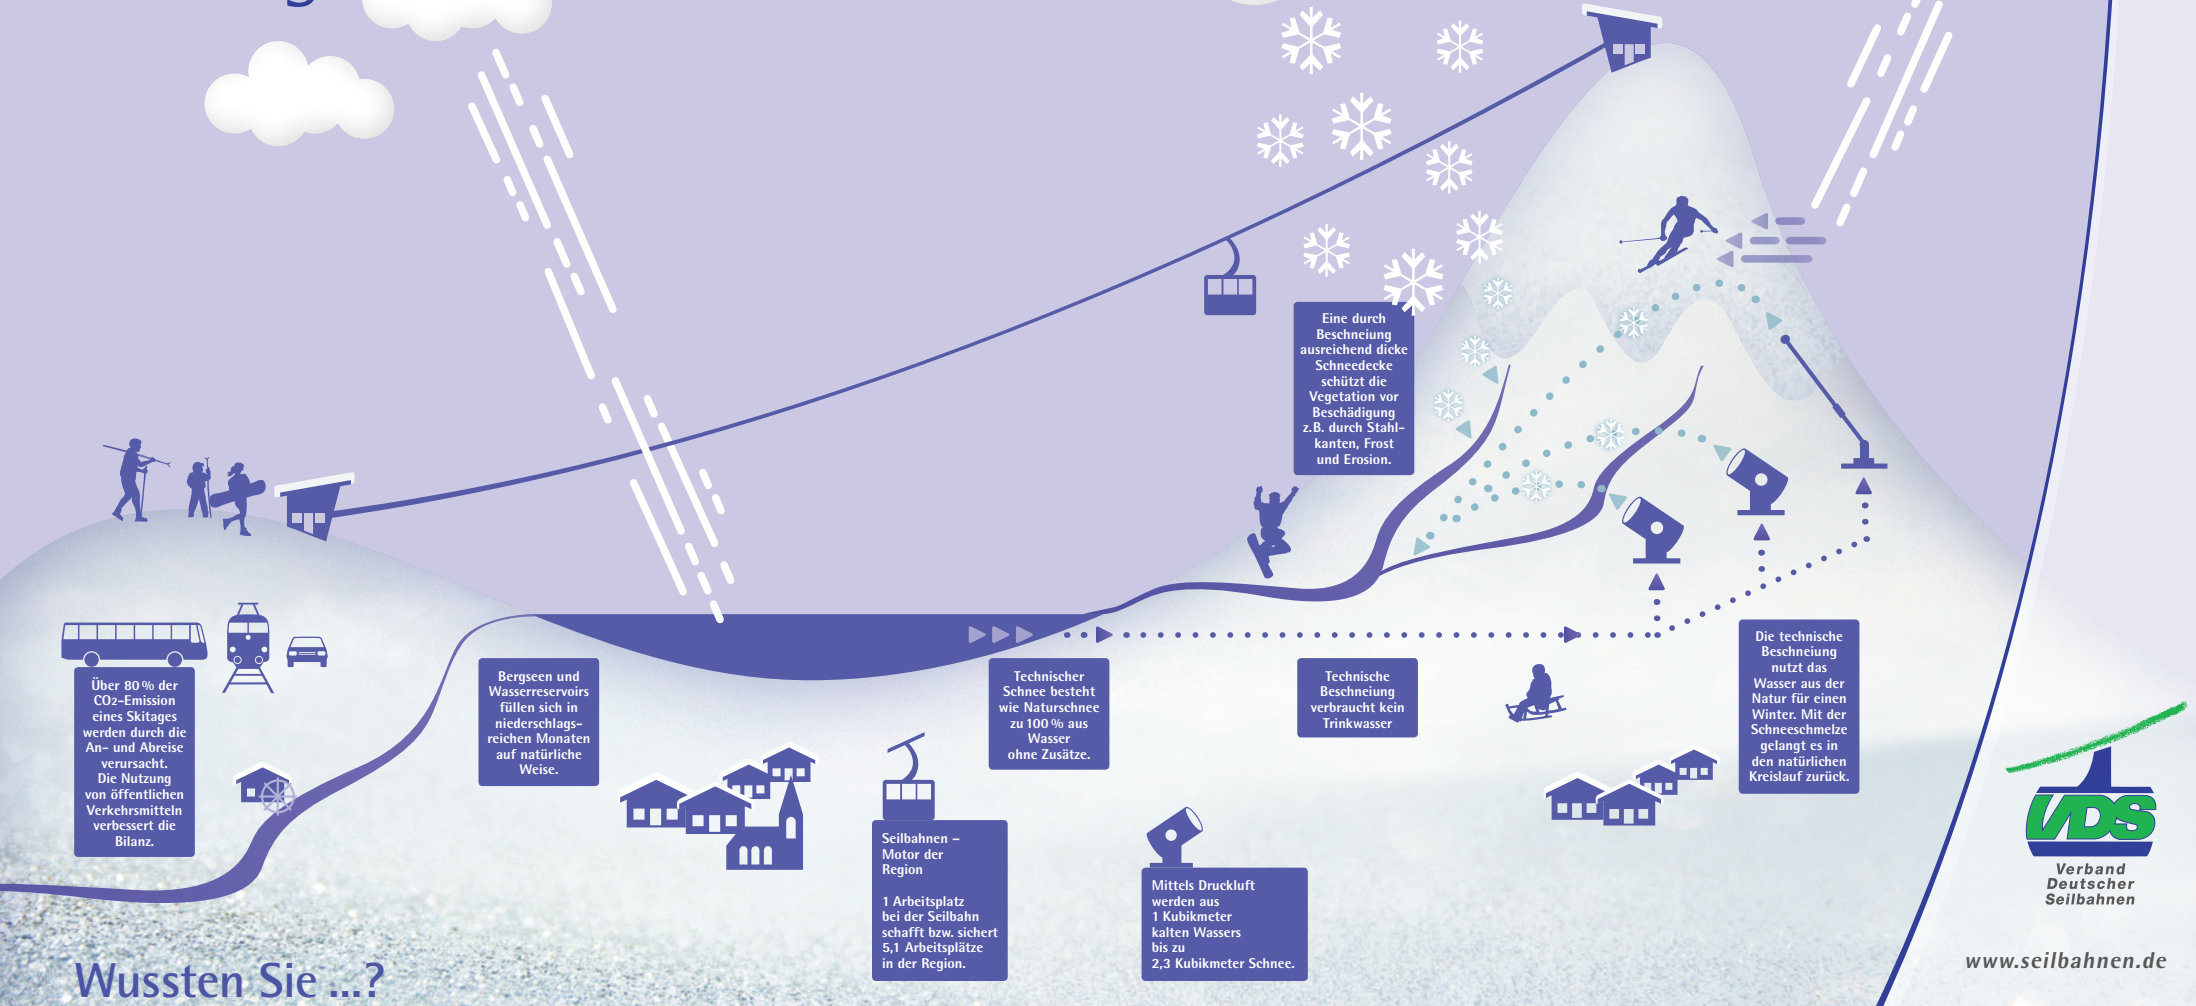 Eine durch
Beschneiung
ausreichend dicke
Schneedecke
schützt die
Vegetation vor
Beschädigung
z.B. durch Stahl-
kanten, Frost
und Erosion.
Über 80 % der
CO2-Emission
eines Skitages
werden durch die
An- und Abreise
verursacht.
Die Nutzung
von öffentlichen
Verkehrsmitteln
verbessert die
Bilanz.
Bergseen und
Wasserreservoirs
füllen sich in
niederschlags-
reichen Monaten
auf natürliche
Weise.
Technischer
Schnee besteht
wie Naturschnee
zu 100 % aus
Wasser
ohne Zusätze.
Technische
Beschneiung
verbraucht kein
Trinkwasser
Die technische
Beschneiung
nutzt das
Wasser aus der
Natur für einen
Winter. Mit der
Schneeschmelze
gelangt es in
den natürlichen
Kreislauf zurück.
Seilbahnen –
Motor der
Region
1 Arbeitsplatz
bei der Seilbahn
schafft bzw. sichert
5,1 Arbeitsplätze
in der Region.
Mittels Druckluft
werden aus
1 Kubikmeter
kalten Wassers
bis zu
2,3 Kubikmeter Schnee.
VDS
Verband
Deutscher
Seilbahnen
www.seilbahnen.de
Wussten Sie ...?